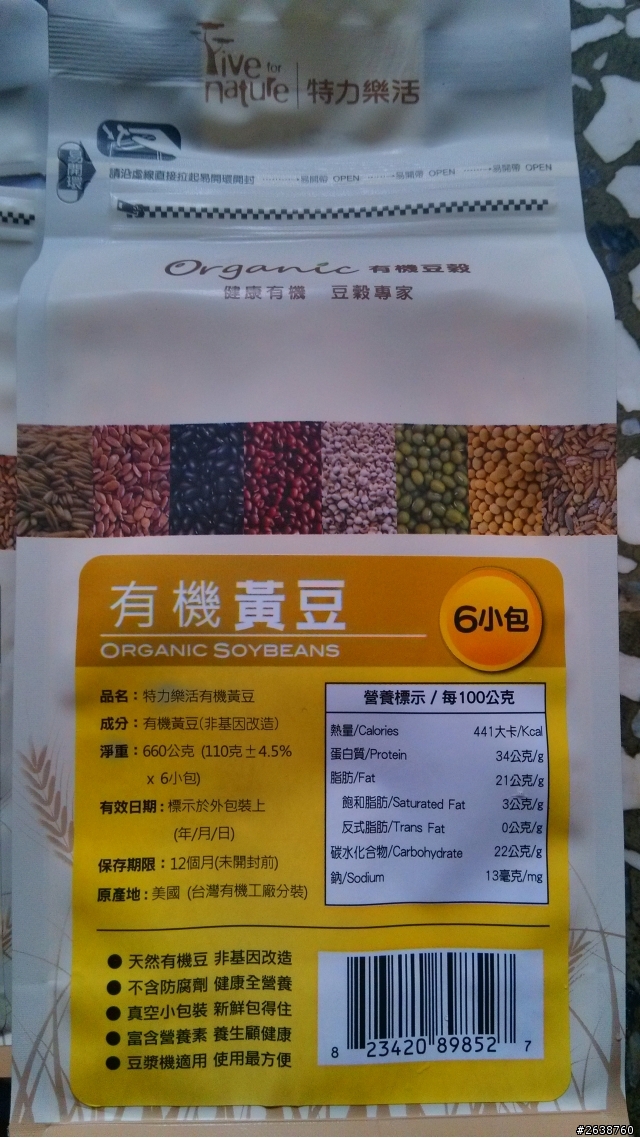 Five for nature 特力樂活
易開環
請沿虛線直接拉起易開環開封 易開帶 OPEN 易開帶 OPEN 易開帶 OPEN
Organic 有機豆穀
健康有機 豆穀專家
有機黃豆
ORGANIC SOYBEANS
6小包
品名：特力樂活有機黃豆
成分：有機黃豆(非基因改造)
淨重：660公克 (110克±4.5%
x 6小包)
有效日期：標示於外包裝上
(年/月/日)
保存期限：12個月(未開封前)
原產地：美國 (台灣有機工廠分裝)
營養標示 / 每100公克
熱量/Calories 441大卡/Kcal
蛋白質/Protein 34公克/g
脂肪/Fat 21公克/g
飽和脂肪/Saturated Fat 3公克/g
反式脂肪/Trans Fat 0公克/g
碳水化合物/Carbohydrate 22公克/g
鈉/Sodium 13毫克/mg
● 天然有機豆 非基因改造
● 不含防腐劑 健康全營養
● 真空小包裝 新鮮包得住
● 富含營養素 養生顧健康
● 豆漿機適用 使用最方便
8 23420 89852 7
#2638760